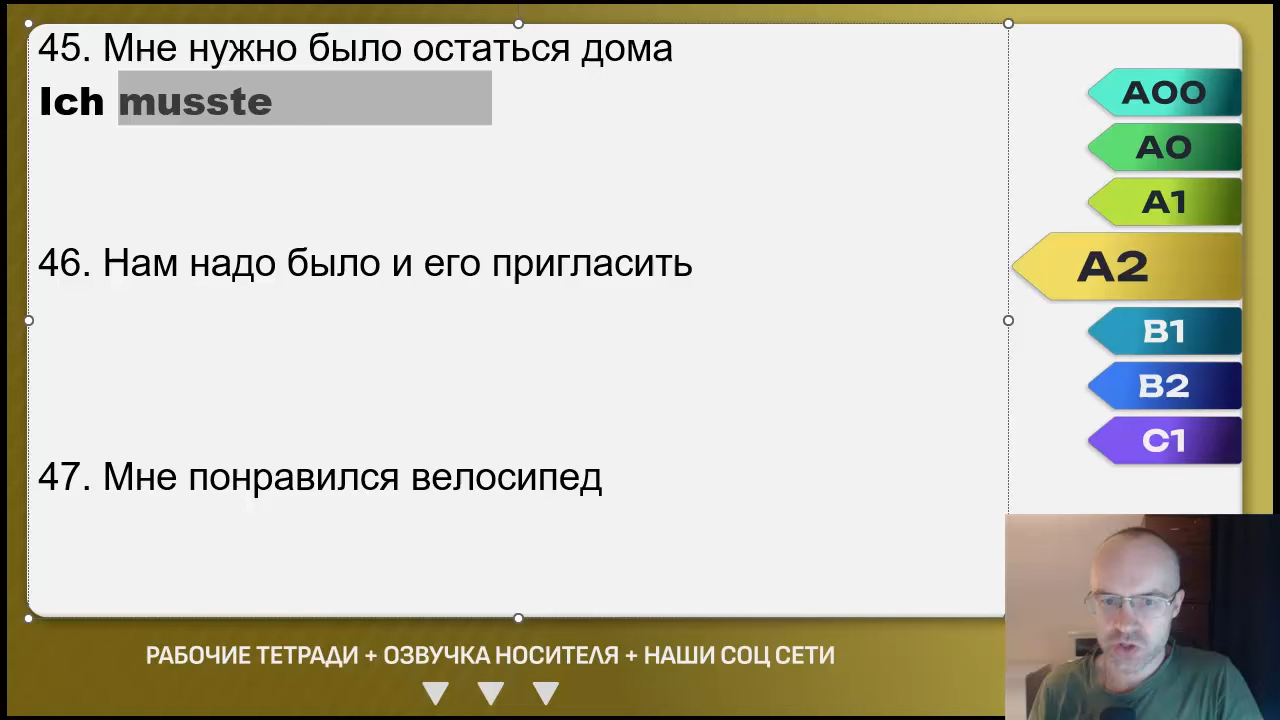 45. Мне нужно было остаться дома
Ich musste
46. Нам надо было и его пригласить
47. Мне понравился велосипед
A00
A0
A1
A2
B1
B2
C1
РАБОЧИЕ ТЕТРАДИ + ОЗВУЧКА НОСИТЕЛЯ + НАШИ СОЦ СЕТИ